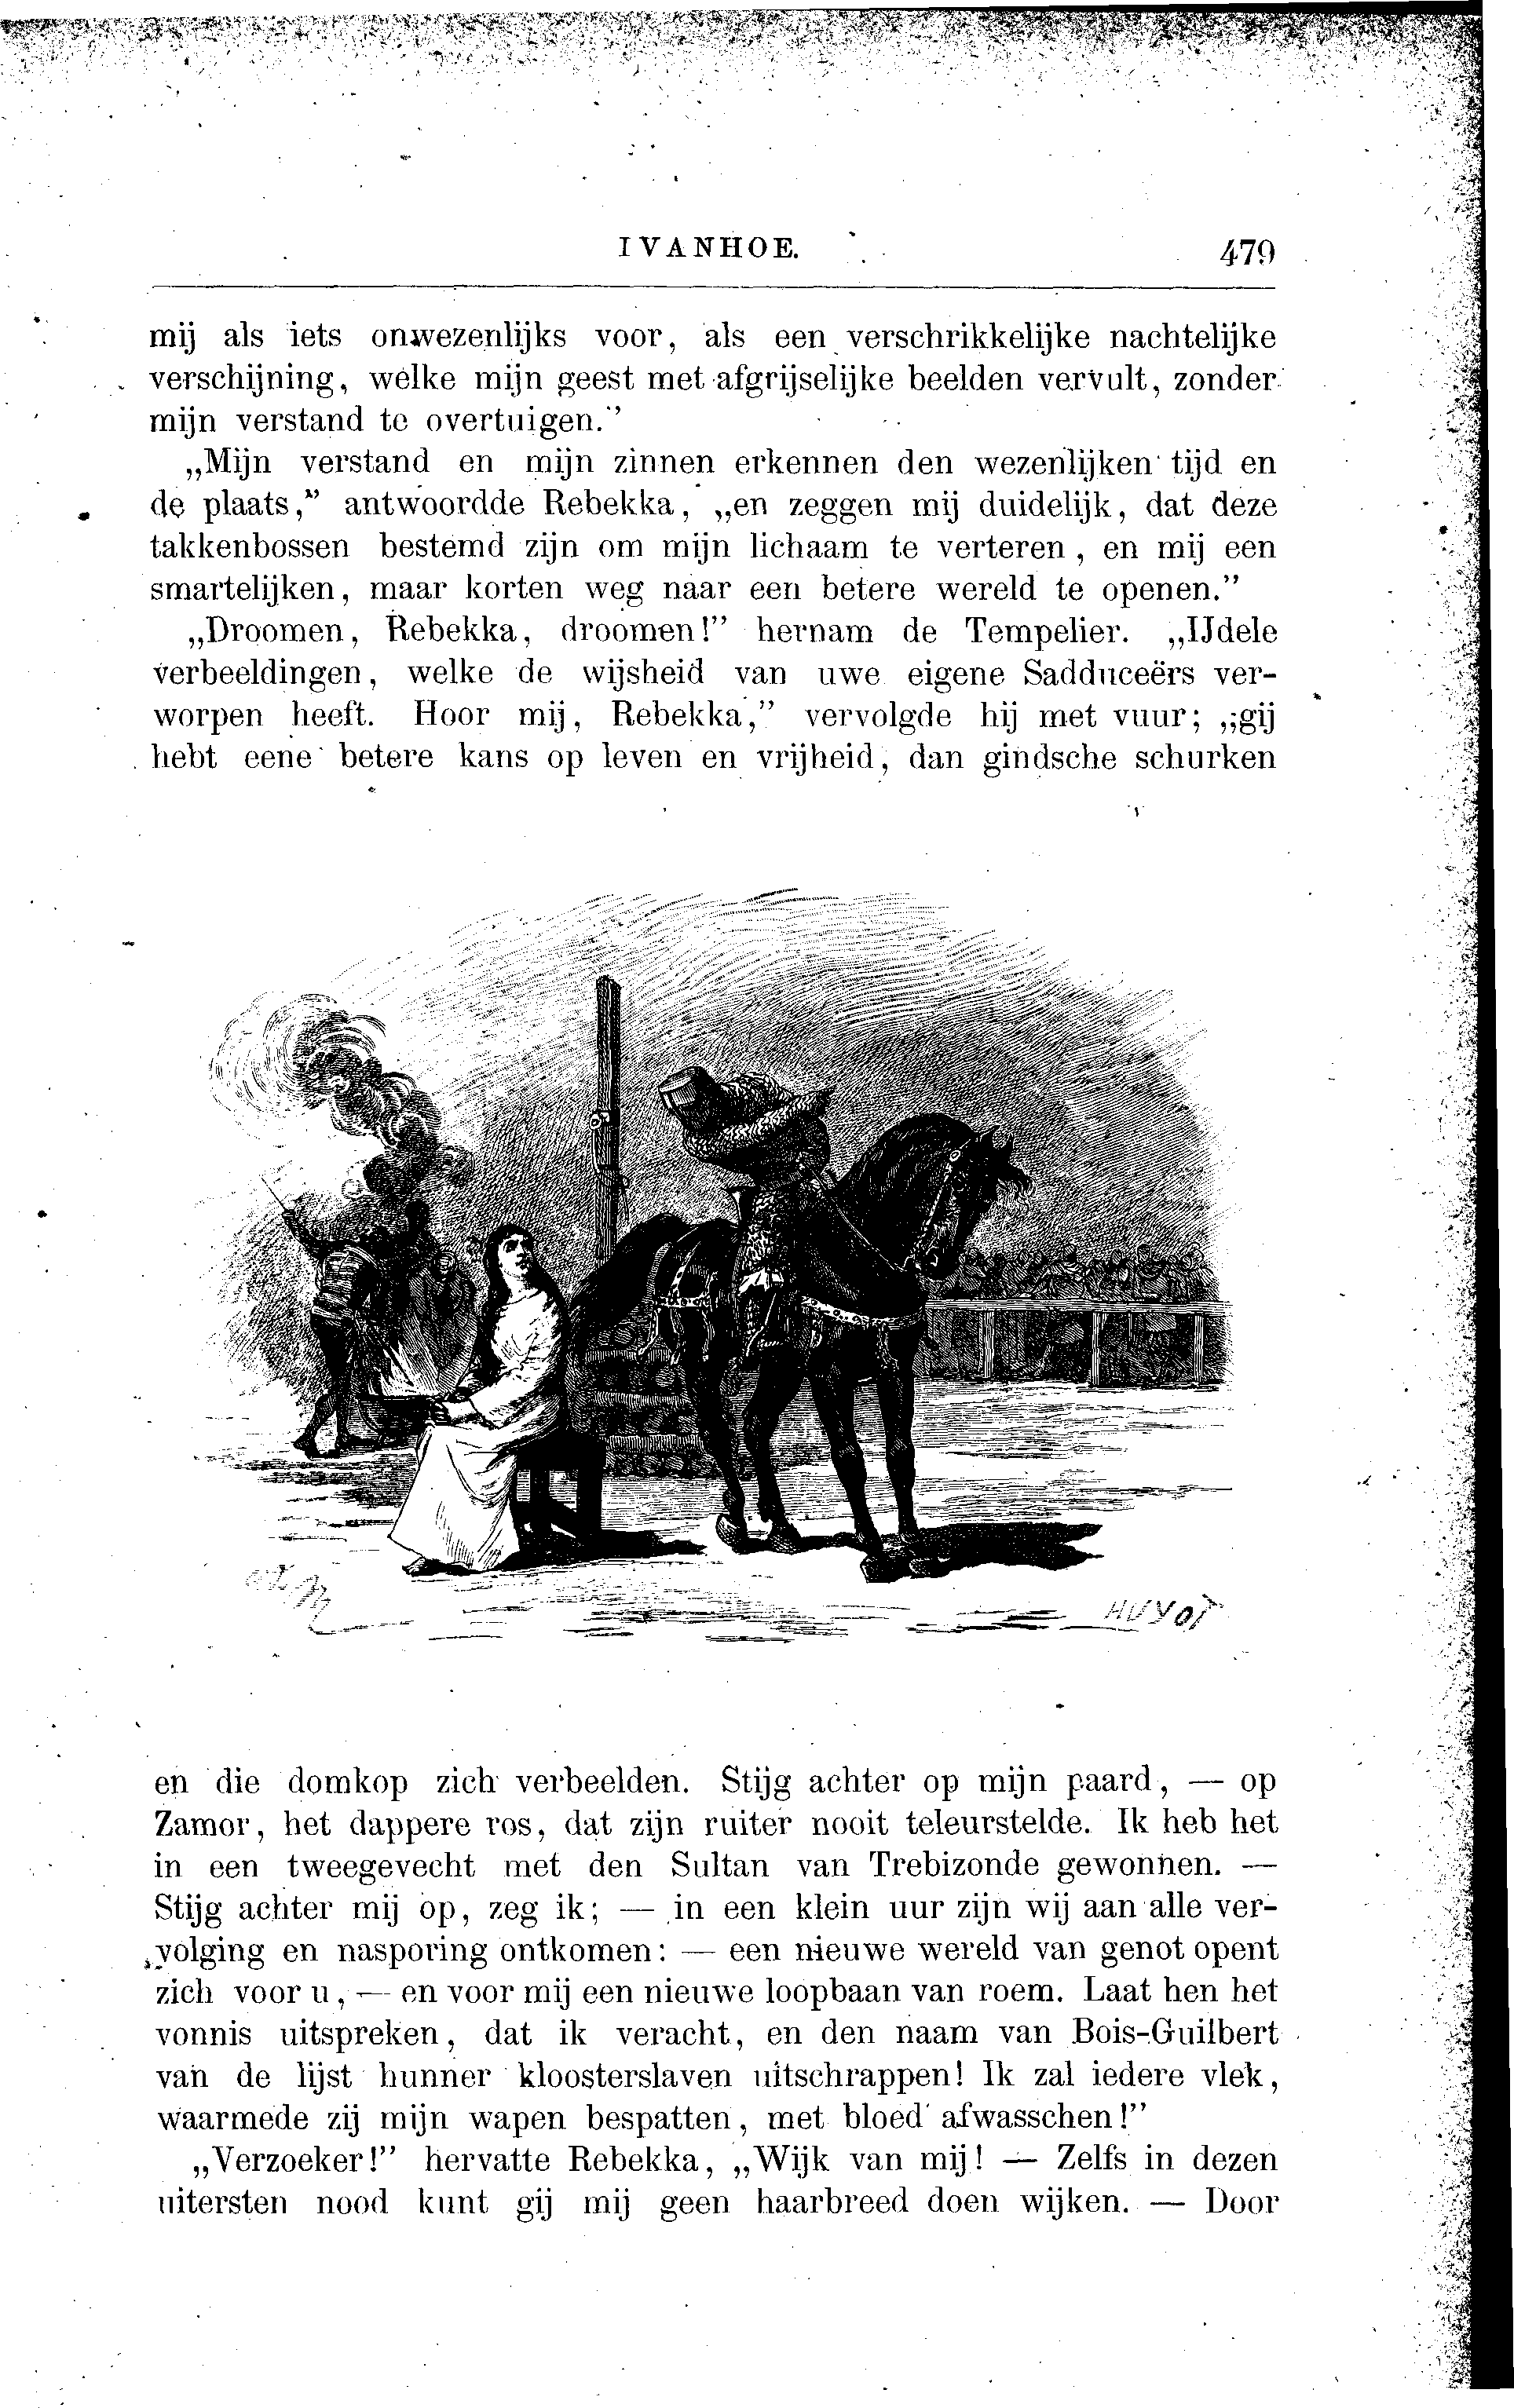 IVANHOE. 479
mij als iets onwezenlijks voor, als een verschrikkelijke nachtelijke
verschijning, welke mijn geest met afgrijselijke beelden vervult, zonder
mijn verstand te overtuigen.”
„Mijn verstand en mijn zinnen erkennen den wezenlijken tijd en
de plaats,” antwoordde Rebekka, „en zeggen mij duidelijk, dat deze
takkenbossen bestemd zijn om mijn lichaam te verteren, en mij een
smartelijken, maar korten weg naar een betere wereld te openen.”
„Droomen, Rebekka, droomen!” hernam de Tempelier. „IJdele
verbeeldingen, welke de wijsheid van uwe eigene Sadduceërs ver-
worpen heeft. Hoor mij, Rebekka,” vervolgde hij met vuur; „gij
hebt eene betere kans op leven en vrijheid, dan gindsche schurken
HUYOT
en die domkop zich verbeelden. Stijg achter op mijn paard, — op
Zamor, het dappere ros, dat zijn ruiter nooit teleurstelde. Ik heb het
in een tweegevecht met den Sultan van Trebizonde gewonnen. —
Stijg achter mij op, zeg ik; — in een klein uur zijn wij aan alle ver-
volging en nasporing ontkomen: — een nieuwe wereld van genot opent
zich voor u, — en voor mij een nieuwe loopbaan van roem. Laat hen het
vonnis uitspreken, dat ik veracht, en den naam van Bois-Guilbert
van de lijst hunner kloosterslaven uitschrappen! Ik zal iedere vlek,
waarmede zij mijn wapen bespatten, met bloed afwasschen!”
„Verzoeker!” hervatte Rebekka, „Wijk van mij! — Zelfs in dezen
uitersten nood kunt gij mij geen haarbreed doen wijken. — Door